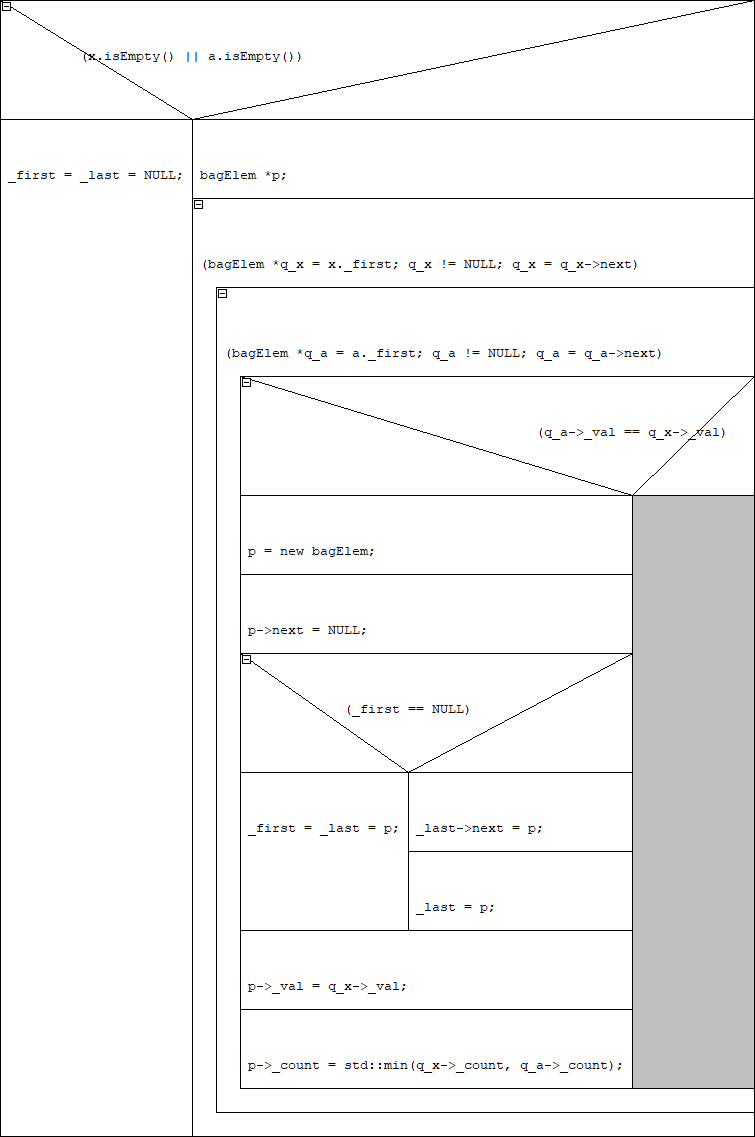 (x.isEmpty() || a.isEmpty())
_first = _last = NULL;
bagElem *p;
(bagElem *q_x = x._first; q_x != NULL; q_x = q_x->next)
(bagElem *q_a = a._first; q_a != NULL; q_a = q_a->next)
(q_a->_val == q_x->_val)
p = new bagElem;
p->next = NULL;
(_first == NULL)
_first = _last = p;
_last->next = p;
_last = p;
p->_val = q_x->_val;
p->_count = std::min(q_x->_count, q_a->_count);